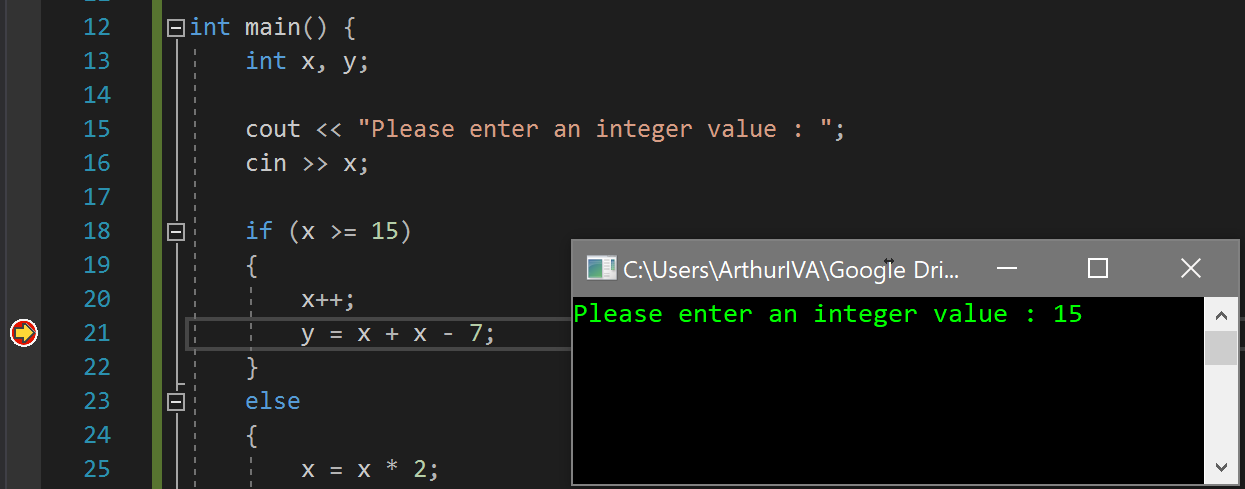 12 int main() {
13 int x, y;
14
15 cout << "Please enter an integer value : ";
16 cin >> x;
17
18 if (x >= 15)
19 {
20 x++;
21 y = x + x - 7;
22 }
23 else
24 {
25 x = x * 2;
C:\Users\ArthurIVA\Google Dri...
Please enter an integer value : 15